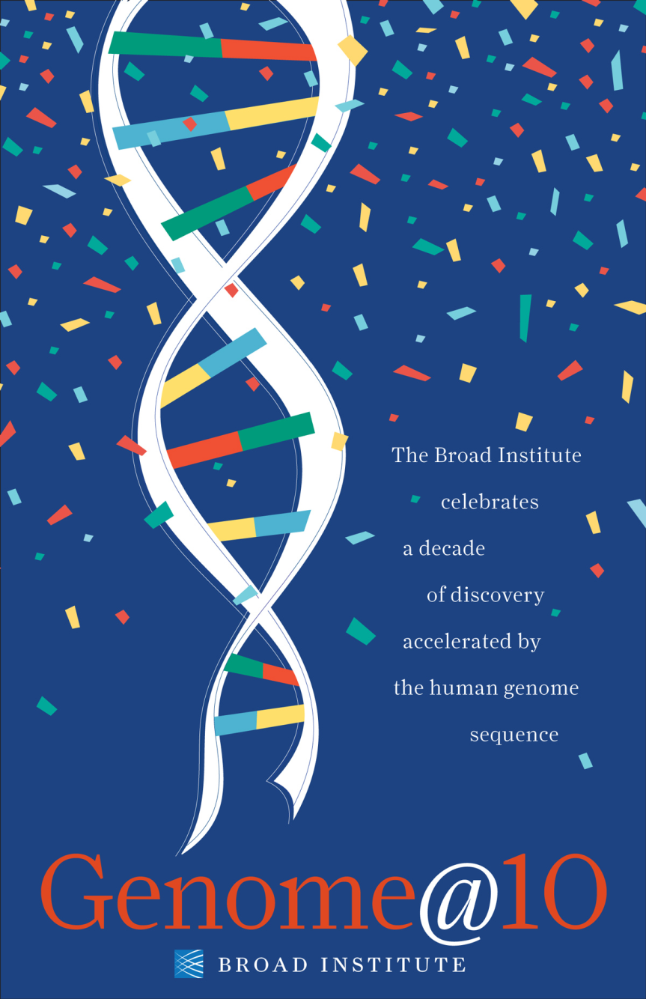 The Broad Institute
celebrates
a decade
of discovery
accelerated by
the human genome
sequence
Genome@10
BROAD INSTITUTE